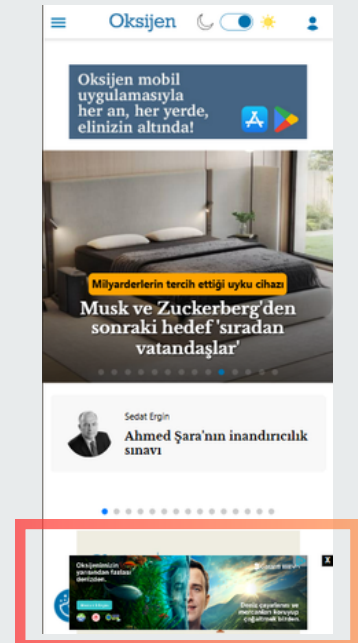 Oksijen
Oksijen mobil
uygulamasıyla
her an, her yerde,
elinizin altında!
Milyarderlerin tercih ettiği uyku cihazı
Musk ve Zuckerberg'den
sonraki hedef 'sıradan
vatandaşlar'
Sedat Ergin
Ahmed Şara'nın inandırıcılık
sınavı
X
Oksijenimizin
yarısından fazlası
denizden.
Deniz çayırlarını ve
mercanları koruyup
çoğaltmak bizden.